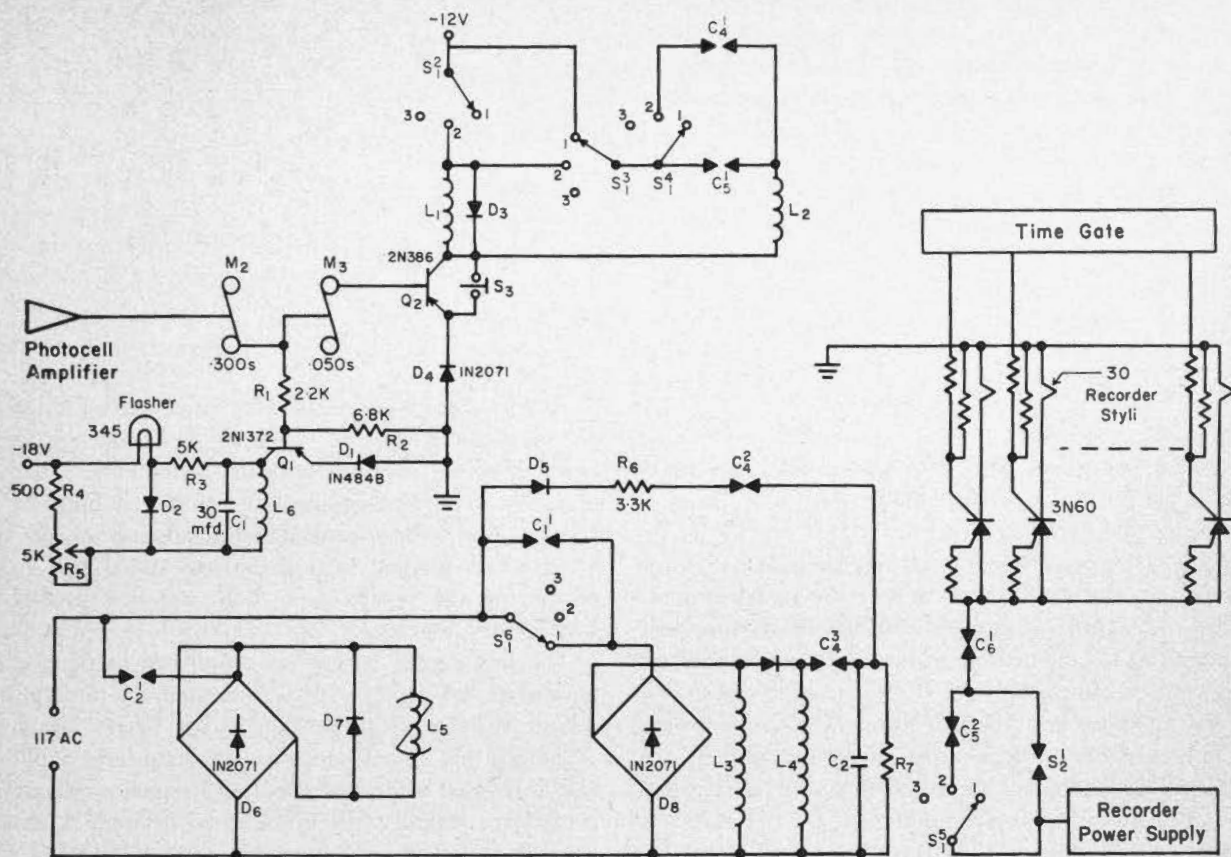 -12V
S₁²
1
3
2
C₄¹
3
2
1
1
2
3
S₁³
S₁⁴
C₅¹
L₁
D₃
L₂
2N386
Q₂
S₃
M₂
M₃
.300s
.050s
Photocell
Amplifier
R₁
2.2K
D₄
1N2071
6.8K
R₂
Flasher
345
2N1372
Q₁
D₁
1N484B
-18V
5K
R₃
500
R₄
D₂
30
mfd.
C₁
L₆
5K
R₅
Time Gate
30
Recorder
Styli
3N60
D₅
R₆
3.3K
C₄²
C₁¹
3
2
1
S₁⁶
C₂¹
117 AC
1N2071
D₆
D₇
L₅
1N2071
D₈
L₃
L₄
C₄³
C₂
R₇
C₆¹
C₅²
S₂¹
2
3
1
S₁⁵
Recorder
Power Supply